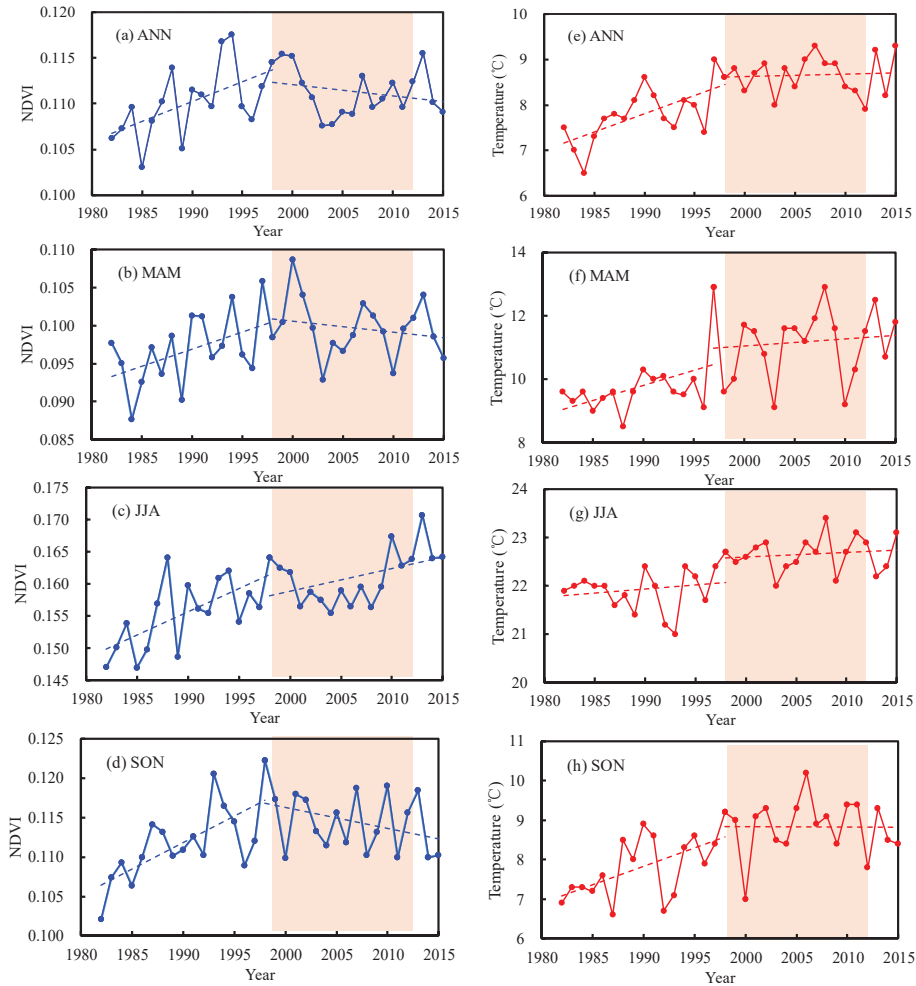 (a) ANN
NDVI
0.120
0.115
0.110
0.105
0.100
1980 1985 1990 1995 2000 2005 2010 2015
Year
(e) ANN
Temperature (℃)
10
9
8
7
6
1980 1985 1990 1995 2000 2005 2010 2015
Year
(b) MAM
NDVI
0.110
0.105
0.100
0.095
0.090
0.085
1980 1985 1990 1995 2000 2005 2010 2015
Year
(f) MAM
Temperature (℃)
14
12
10
8
1980 1985 1990 1995 2000 2005 2010 2015
Year
(c) JJA
NDVI
0.175
0.170
0.165
0.160
0.155
0.150
0.145
1980 1985 1990 1995 2000 2005 2010 2015
Year
(g) JJA
Temperature (℃)
24
23
22
21
20
1980 1985 1990 1995 2000 2005 2010 2015
Year
(d) SON
NDVI
0.125
0.120
0.115
0.110
0.105
0.100
1980 1985 1990 1995 2000 2005 2010 2015
Year
(h) SON
Temperature (℃)
11
10
9
8
7
6
1980 1985 1990 1995 2000 2005 2010 2015
Year